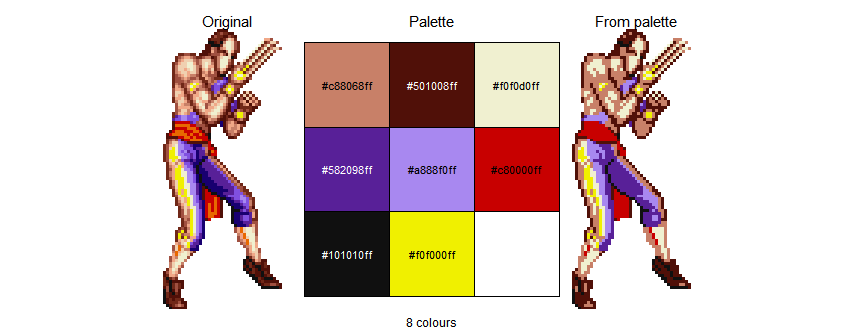 Original Palette From palette
#c88068ff #501008ff #f0f0d0ff
#582098ff #a888f0ff #c80000ff
#101010ff #f0f000ff
8 colours